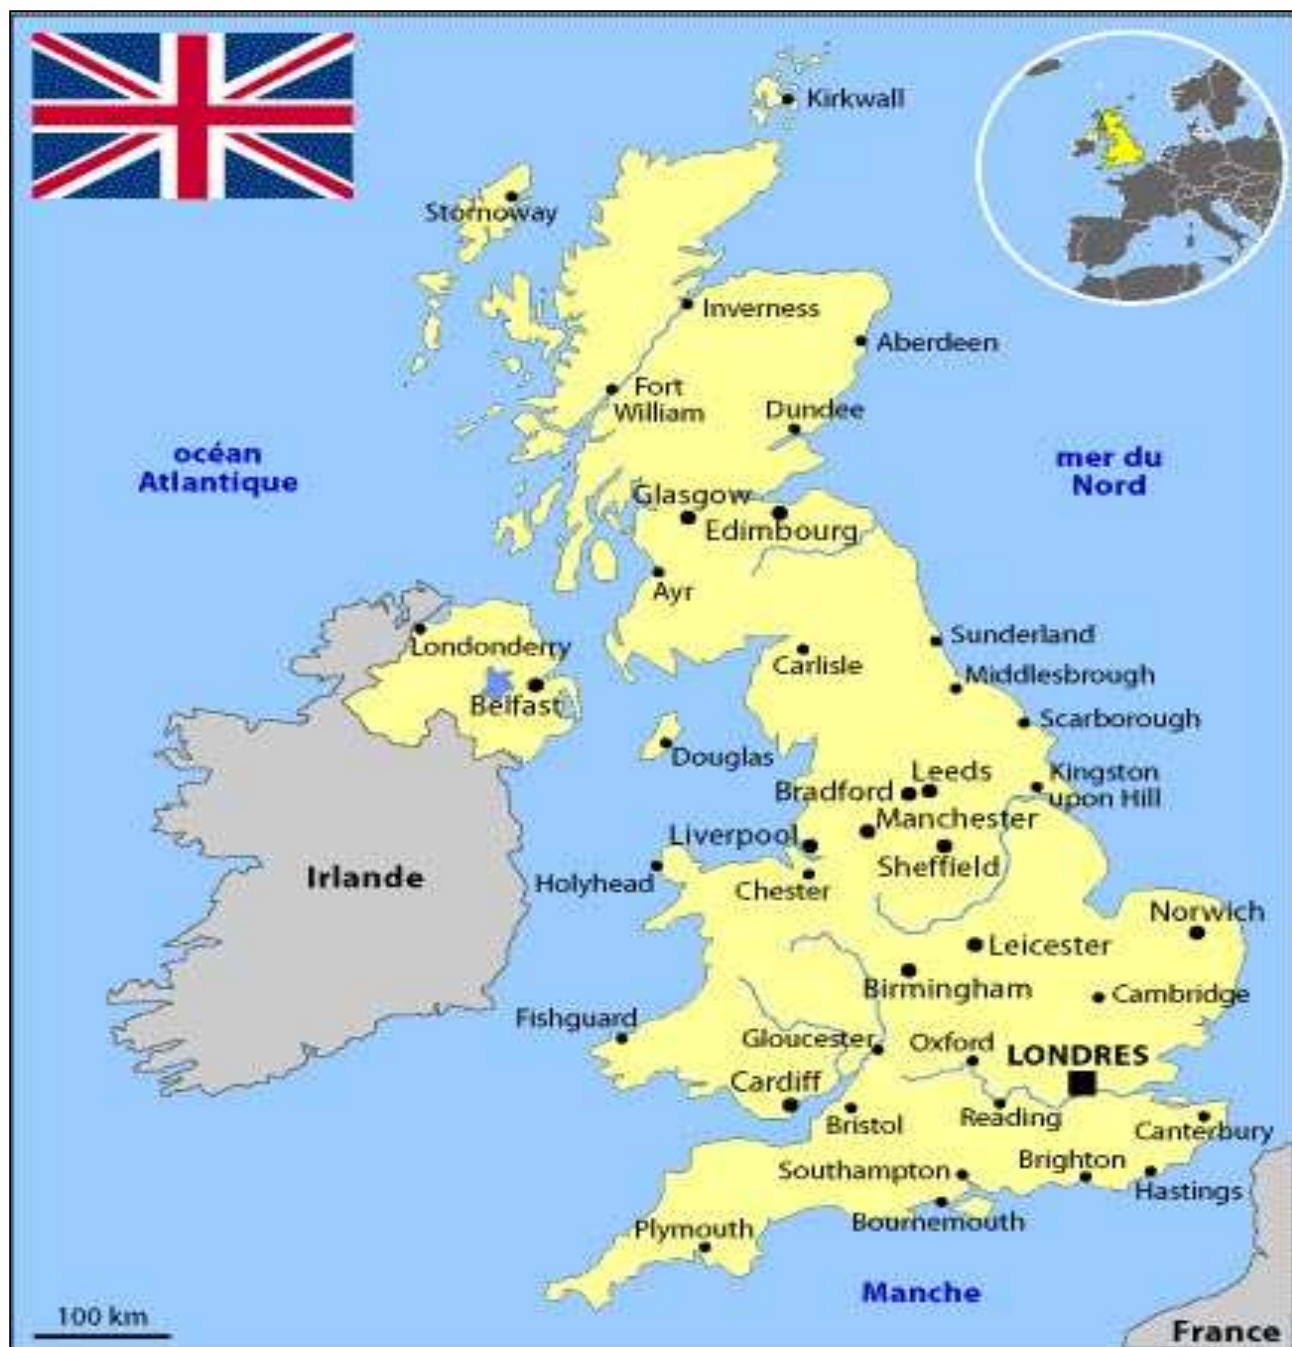 Kirkwall
Stornoway
Inverness
Aberdeen
Fort
William
Dundee
océan
Atlantique
mer du
Nord
Glasgow
Edimbourg
Ayr
Londonderry
Sunderland
Carlisle
Middlesbrough
Belfast
Scarborough
Douglas
Leeds
Kingston
upon Hill
Bradford
Manchester
Liverpool
Sheffield
Irlande
Holyhead
Chester
Norwich
Leicester
Birmingham
Cambridge
Fishguard
Gloucester
Oxford
LONDRES
Cardiff
Reading
Bristol
Canterbury
Brighton
Southampton
Hastings
Bournemouth
Plymouth
Manche
100 km
France